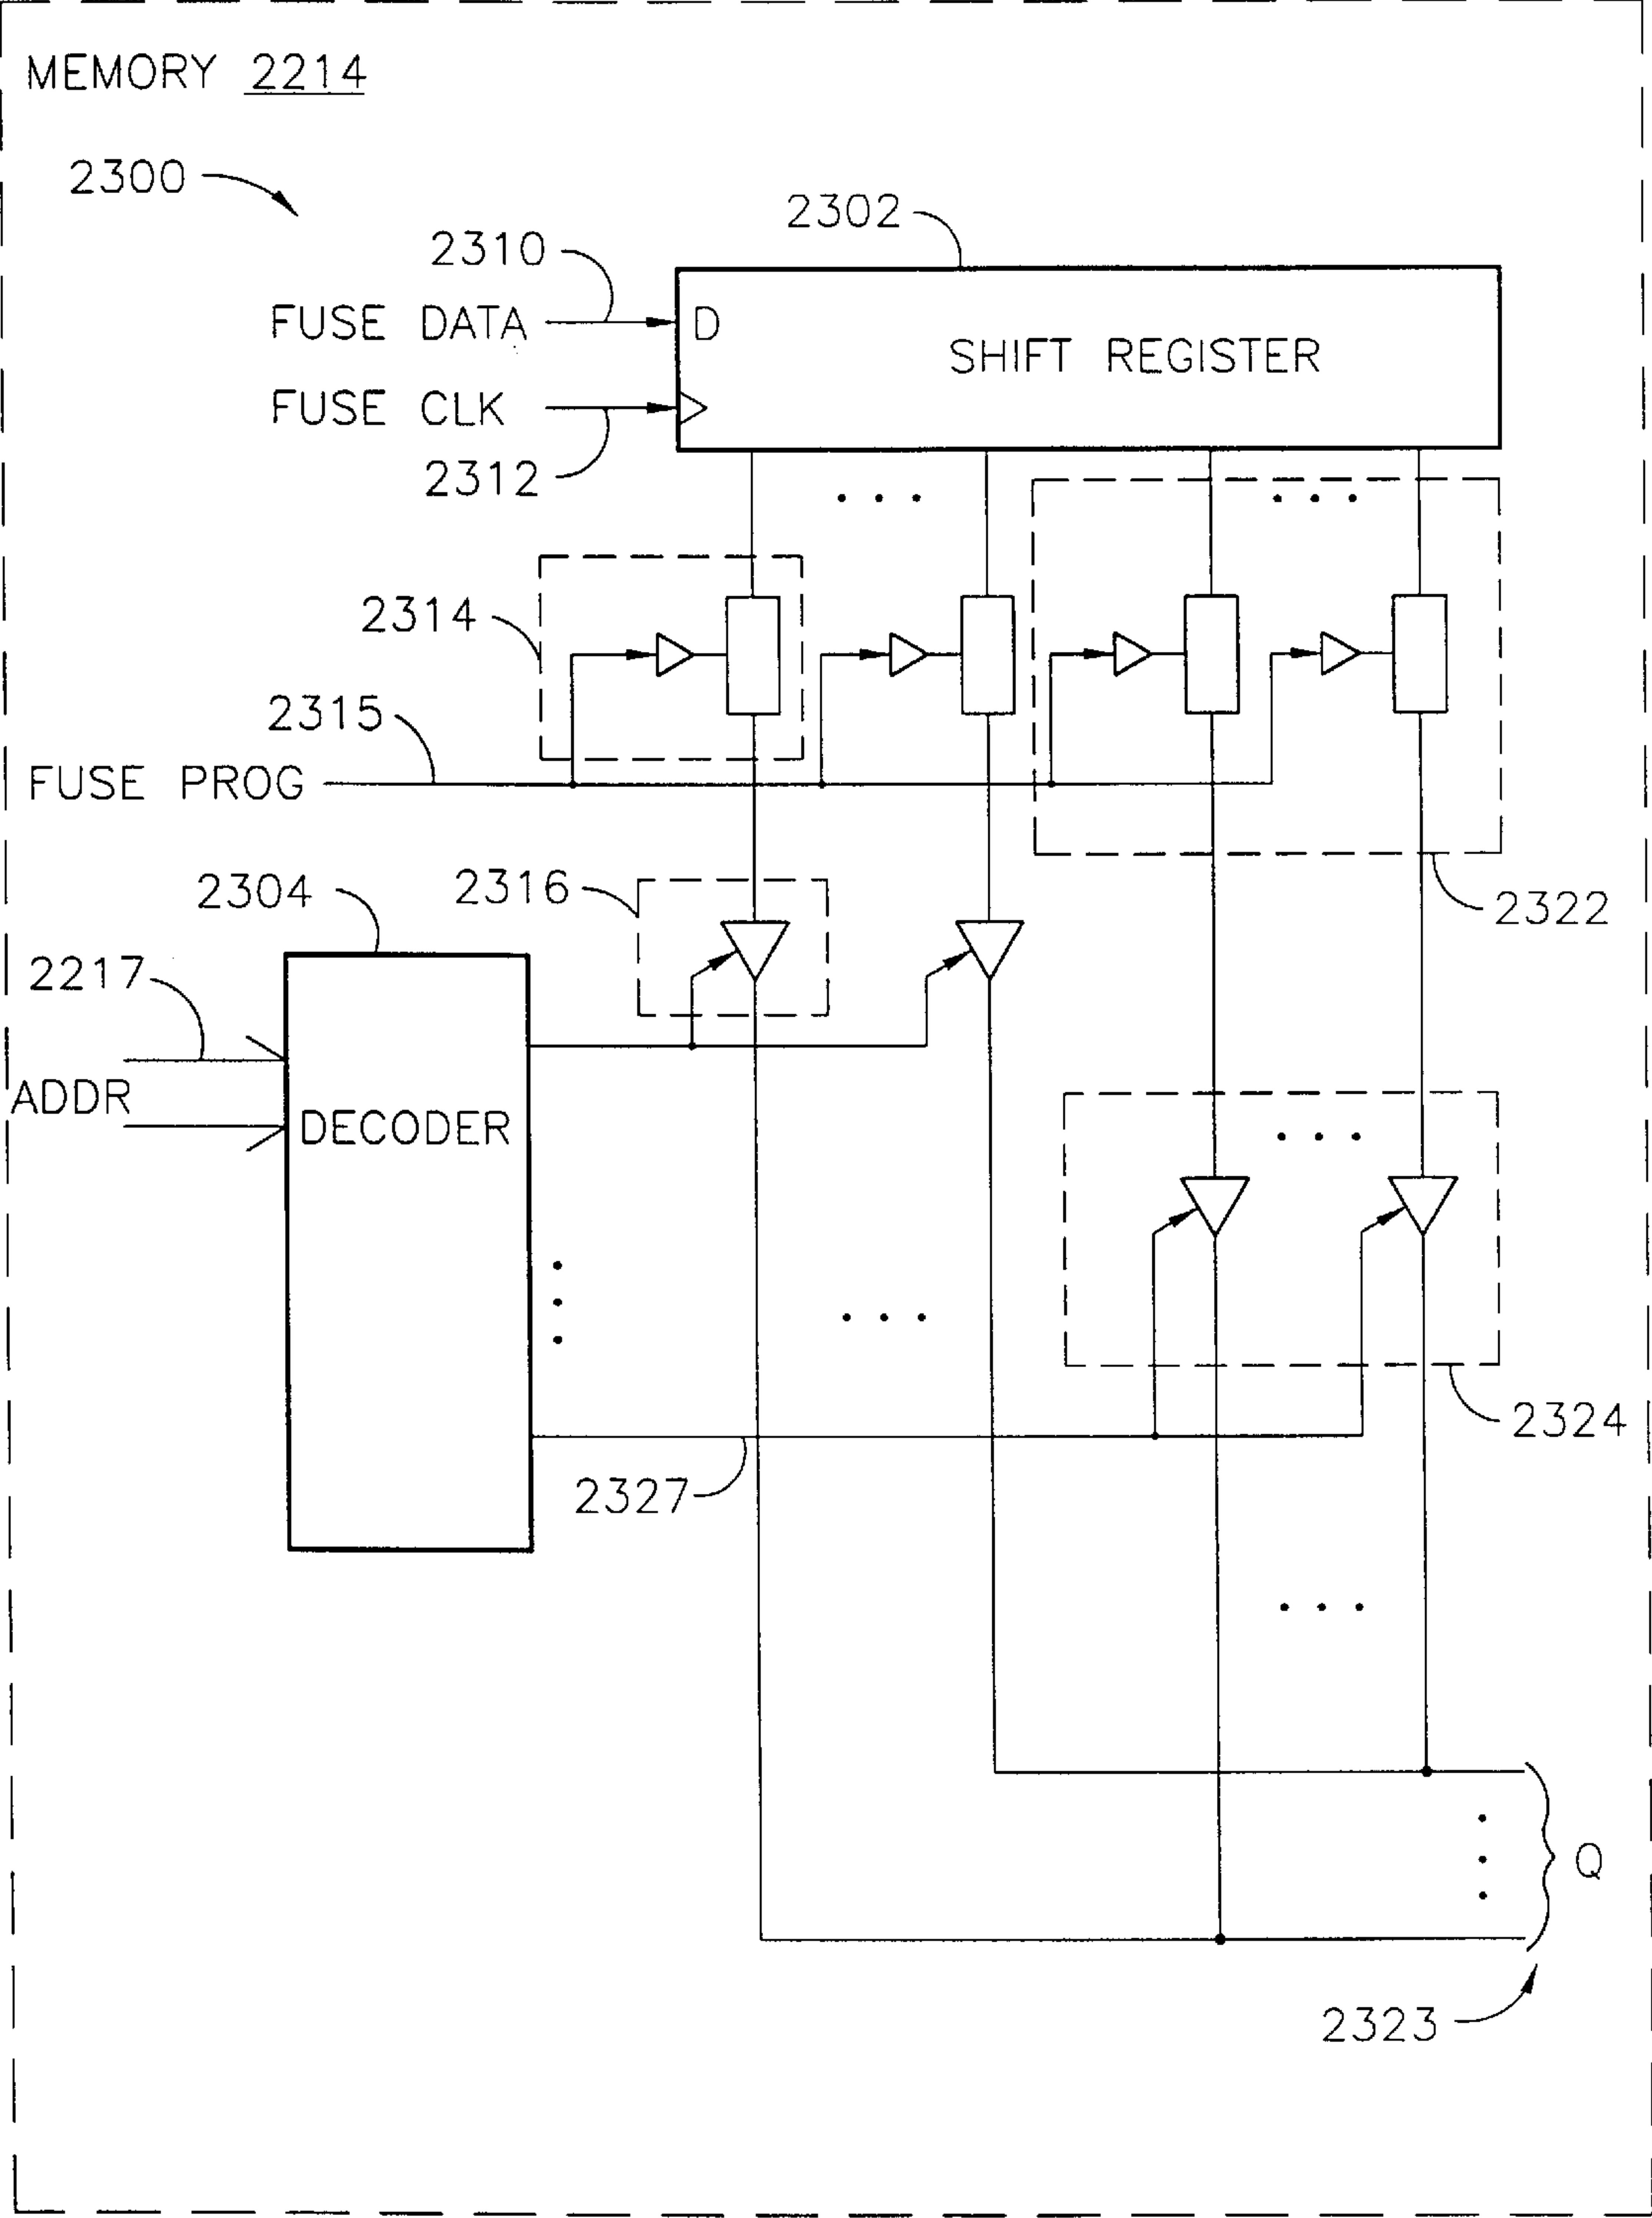 MEMORY 2214
2300
2302
2310
FUSE DATA
D
SHIFT REGISTER
FUSE CLK
2312
2314
2315
FUSE PROG
2316
2304
2322
2217
ADDR
DECODER
2324
2327
Q
2323